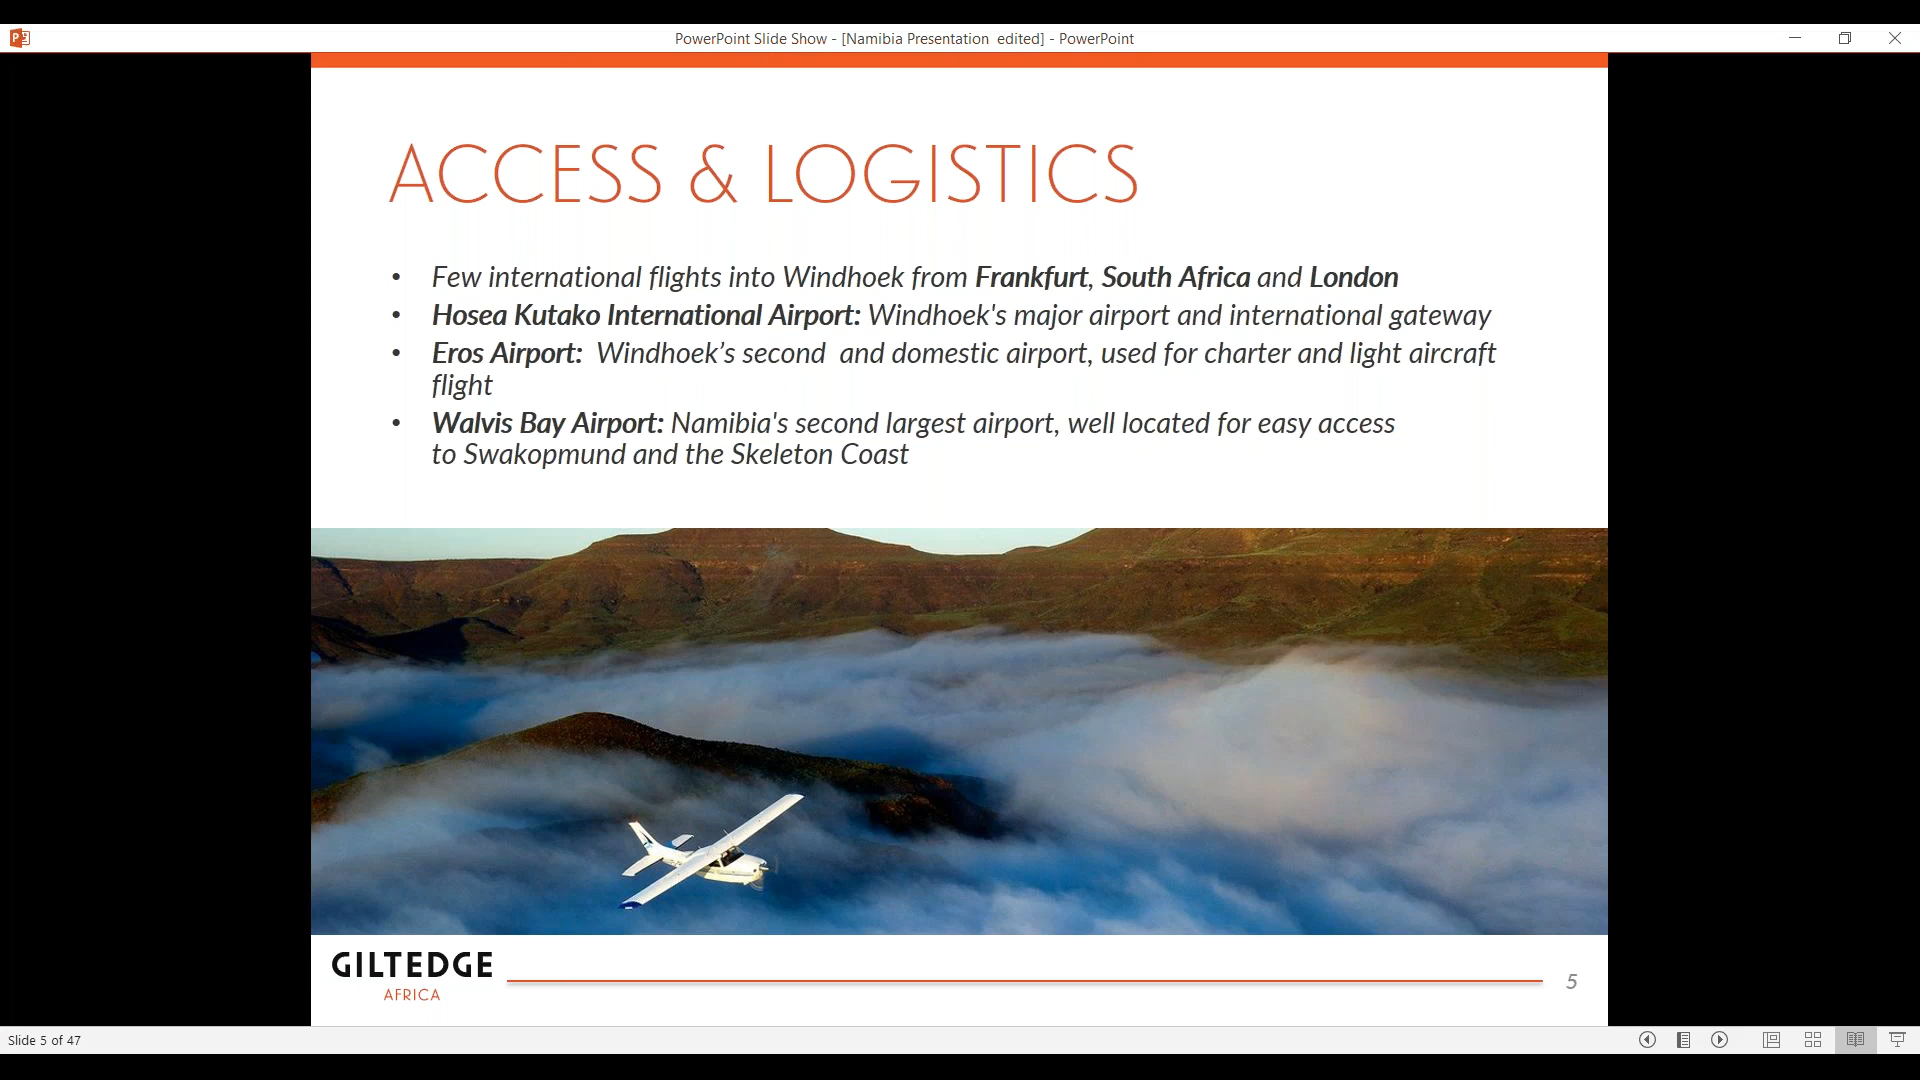 PowerPoint Slide Show - [Namibia Presentation  edited] - PowerPoint
ACCESS & LOGISTICS
• Few international flights into Windhoek from Frankfurt, South Africa and London
• Hosea Kutako International Airport: Windhoek's major airport and international gateway
• Eros Airport:  Windhoek’s second  and domestic airport, used for charter and light aircraft
flight
• Walvis Bay Airport: Namibia's second largest airport, well located for easy access
to Swakopmund and the Skeleton Coast
GILTEDGE
AFRICA
5
Slide 5 of 47